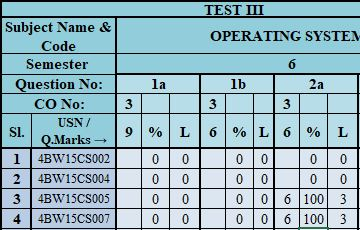 TEST III
Subject Name & Code OPERATING SYSTEM
Semester 6
Question No: 1a 1b 2a
CO No: 3 3 3
Sl. USN / Q.Marks → 9 % L 6 % L 6 % L
1 4BW15CS002 0 0 0 0 0 0
2 4BW15CS004 0 0 0 0 0 0
3 4BW15CS005 0 0 0 0 6 100 3
4 4BW15CS007 0 0 0 0 6 100 3